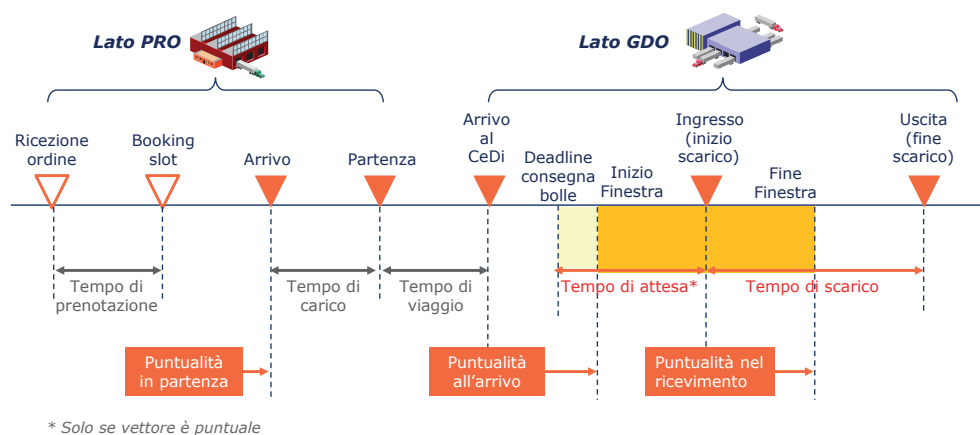 Lato PRO
Lato GDO
Ricezione
ordine
Booking
slot
Arrivo
Partenza
Arrivo
al
CeDi
Deadline
consegna
bolle
Inizio
Finestra
Ingresso
(inizio
scarico)
Fine
Finestra
Uscita
(fine
scarico)
Tempo di
prenotazione
Tempo di
carico
Tempo di
viaggio
Tempo di attesa*
Tempo di scarico
Puntualità
in partenza
Puntualità
all'arrivo
Puntualità nel
ricevimento
* Solo se vettore è puntuale